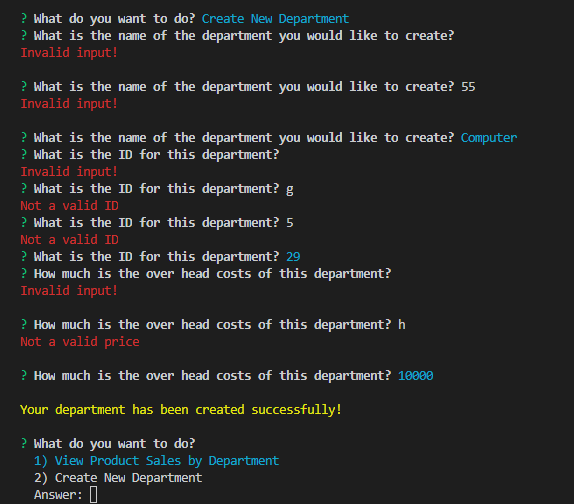 ? What do you want to do? Create New Department
? What is the name of the department you would like to create?
Invalid input!
? What is the name of the department you would like to create? 55
Invalid input!
? What is the name of the department you would like to create? Computer
? What is the ID for this department?
Invalid input!
? What is the ID for this department? g
Not a valid ID
? What is the ID for this department? 5
Not a valid ID
? What is the ID for this department? 29
? How much is the over head costs of this department?
Invalid input!
? How much is the over head costs of this department? h
Not a valid price
? How much is the over head costs of this department? 10000
Your department has been created successfully!
? What do you want to do?
1) View Product Sales by Department
2) Create New Department
Answer: